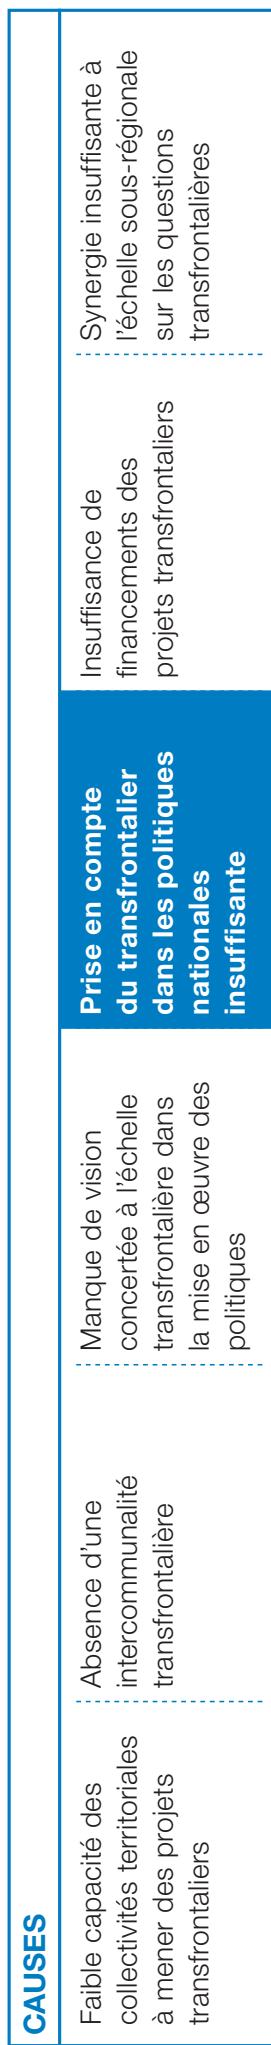 CAUSES
Faible capacité des
collectivités territoriales
à mener des projets
transfrontaliers
Absence d’une
intercommunalité
transfrontalière
Manque de vision
concertée à l’échelle
transfrontalière dans
la mise en œuvre des
politiques
Prise en compte
du transfrontalier
dans les politiques
nationales
insuffisante
Insuffisance de
financements des
projets transfrontaliers
Synergie insuffisante à
l’échelle sous-régionale
sur les questions
transfrontalières